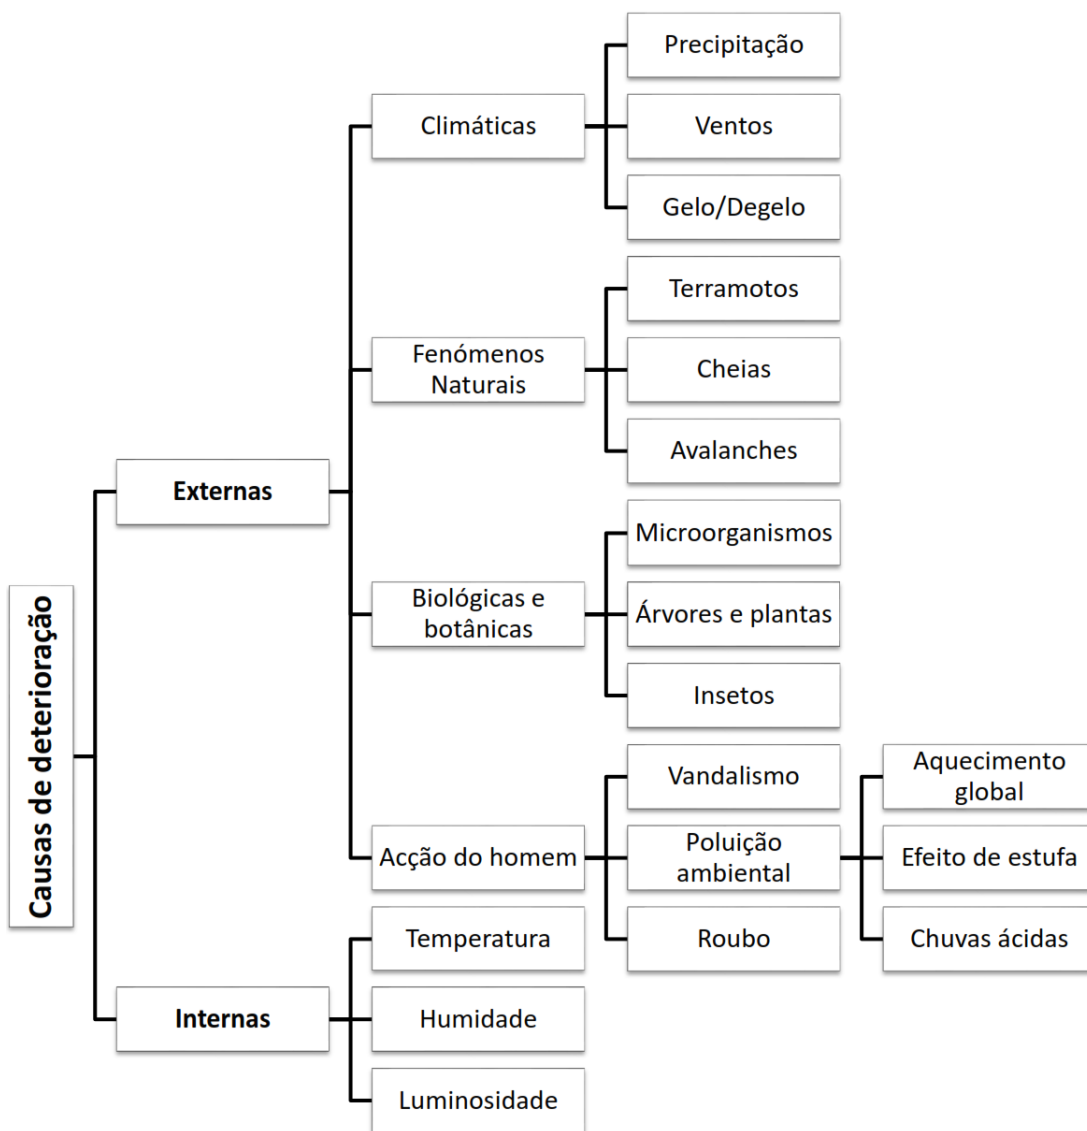 Causas de deterioração
Externas
Climáticas
Precipitação
Ventos
Gelo/Degelo
Fenómenos
Naturais
Terramotos
Cheias
Avalanches
Biológicas e
botânicas
Microorganismos
Árvores e plantas
Insetos
Acção do homem
Vandalismo
Poluição
ambiental
Aquecimento
global
Efeito de estufa
Chuvas ácidas
Roubo
Internas
Temperatura
Humidade
Luminosidade